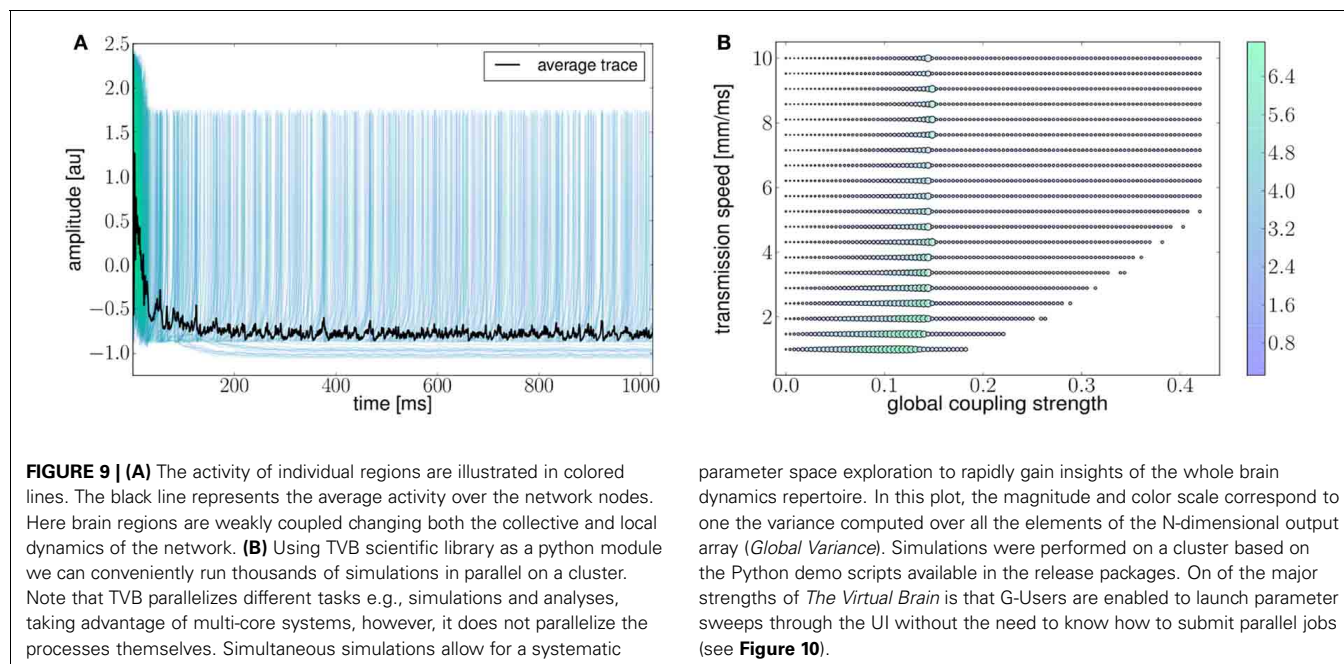 A
2.5
2.0
1.5
1.0
0.5
0.0
−0.5
−1.0
amplitude [au]
average trace
200
400
600
800
1000
time [ms]
B
10
8
6
4
2
transmission speed [mm/ms]
0.0
0.1
0.2
0.3
0.4
global coupling strength
6.4
5.6
4.8
4.0
3.2
2.4
1.6
0.8
FIGURE 9 | (A) The activity of individual regions are illustrated in colored
lines. The black line represents the average activity over the network nodes.
Here brain regions are weakly coupled changing both the collective and local
dynamics of the network. (B) Using TVB scientific library as a python module
we can conveniently run thousands of simulations in parallel on a cluster.
Note that TVB parallelizes different tasks e.g., simulations and analyses,
taking advantage of multi-core systems, however, it does not parallelize the
processes themselves. Simultaneous simulations allow for a systematic
parameter space exploration to rapidly gain insights of the whole brain
dynamics repertoire. In this plot, the magnitude and color scale correspond to
one the variance computed over all the elements of the N-dimensional output
array (Global Variance). Simulations were performed on a cluster based on
the Python demo scripts available in the release packages. On of the major
strengths of The Virtual Brain is that G-Users are enabled to launch parameter
sweeps through the UI without the need to know how to submit parallel jobs
(see Figure 10).